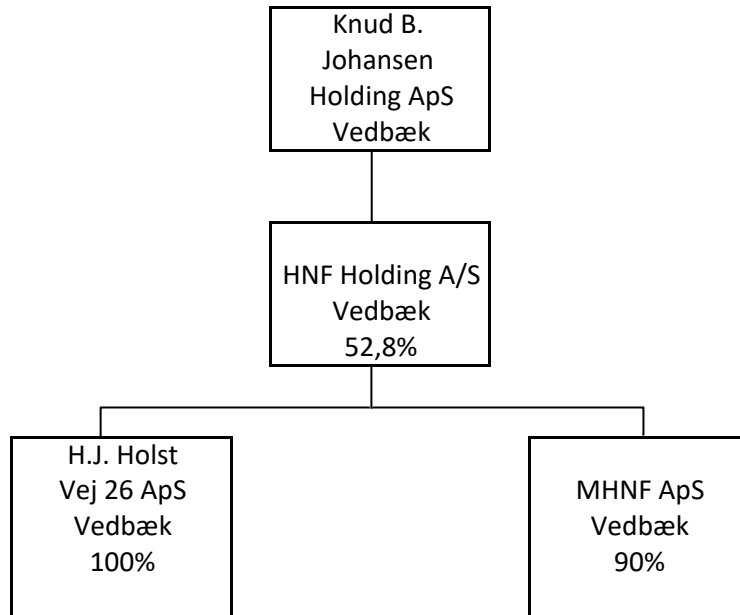 Knud B.
Johansen
Holding ApS
Vedbæk
HNF Holding A/S
Vedbæk
52,8%
H.J. Holst
Vej 26 ApS
Vedbæk
100%
MHNF ApS
Vedbæk
90%